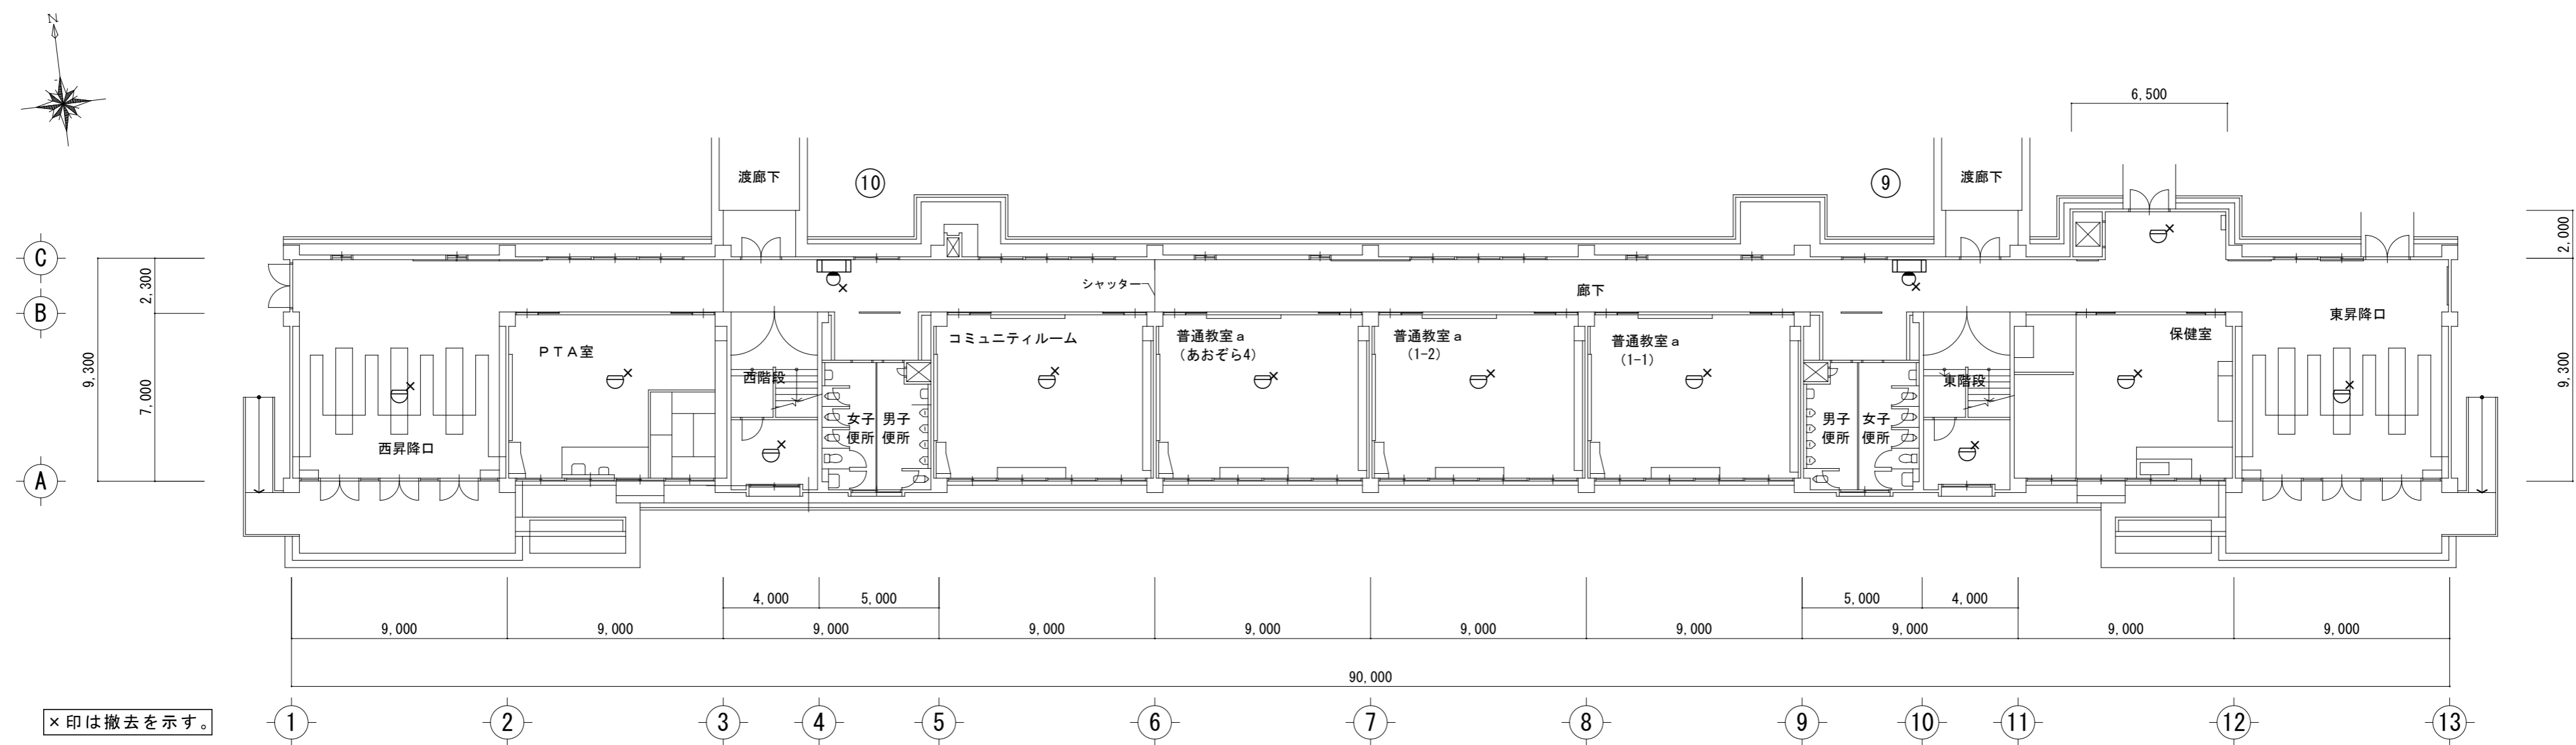 N
6,500
渡廊下
⑩
⑨
渡廊下
2,000
C
B
A
2,300
7,000
9,300
シャッター
廊下
東昇降口
9,300
PTA室
西階段
コミュニティルーム
普通教室a
(あおぞら4)
普通教室a
(1-2)
普通教室a
(1-1)
東階段
保健室
西昇降口
女子
便所
男子
便所
男子
便所
女子
便所
4,000
5,000
5,000
4,000
9,000
9,000
9,000
9,000
9,000
9,000
9,000
9,000
9,000
9,000
90,000
×印は撤去を示す。
1
2
3
4
5
6
7
8
9
10
11
12
13